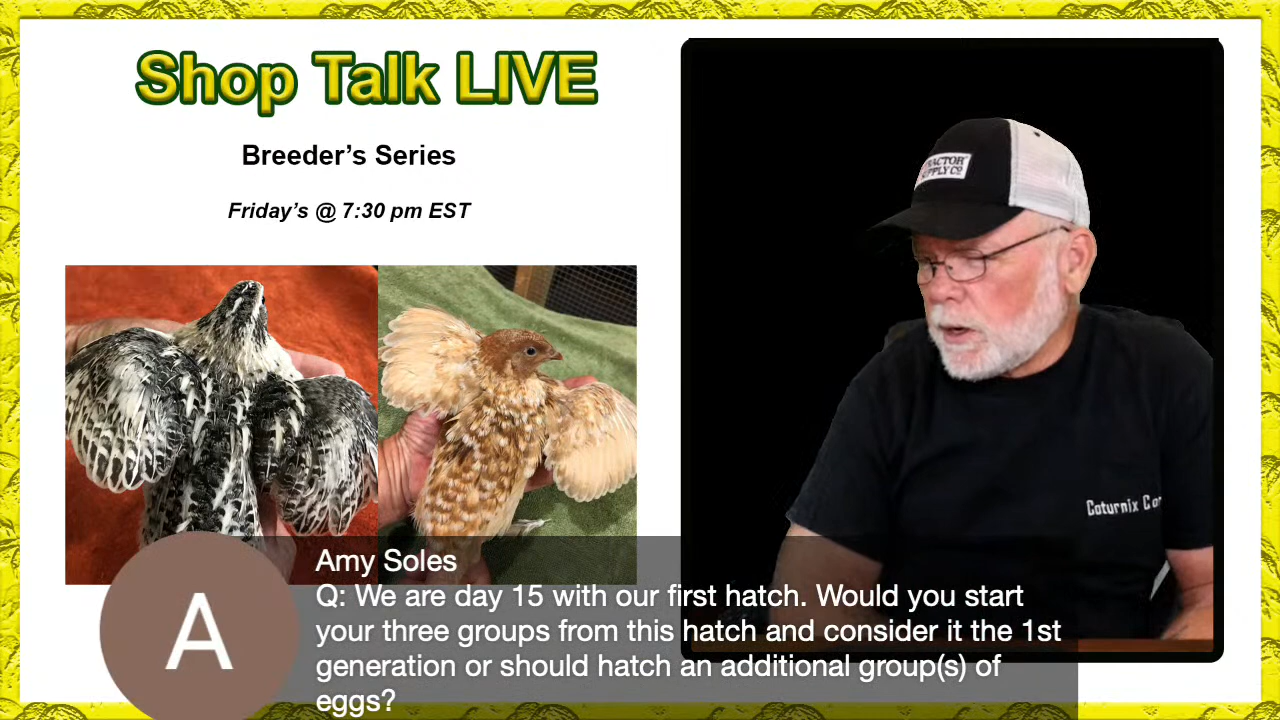 Shop Talk LIVE
Breeder's Series
Friday's @ 7:30 pm EST
SUPPLY CO
Coturnix Cor
A
Amy Soles
Q: We are day 15 with our first hatch. Would you start
your three groups from this hatch and consider it the 1st
generation or should hatch an additional group(s) of
eggs?